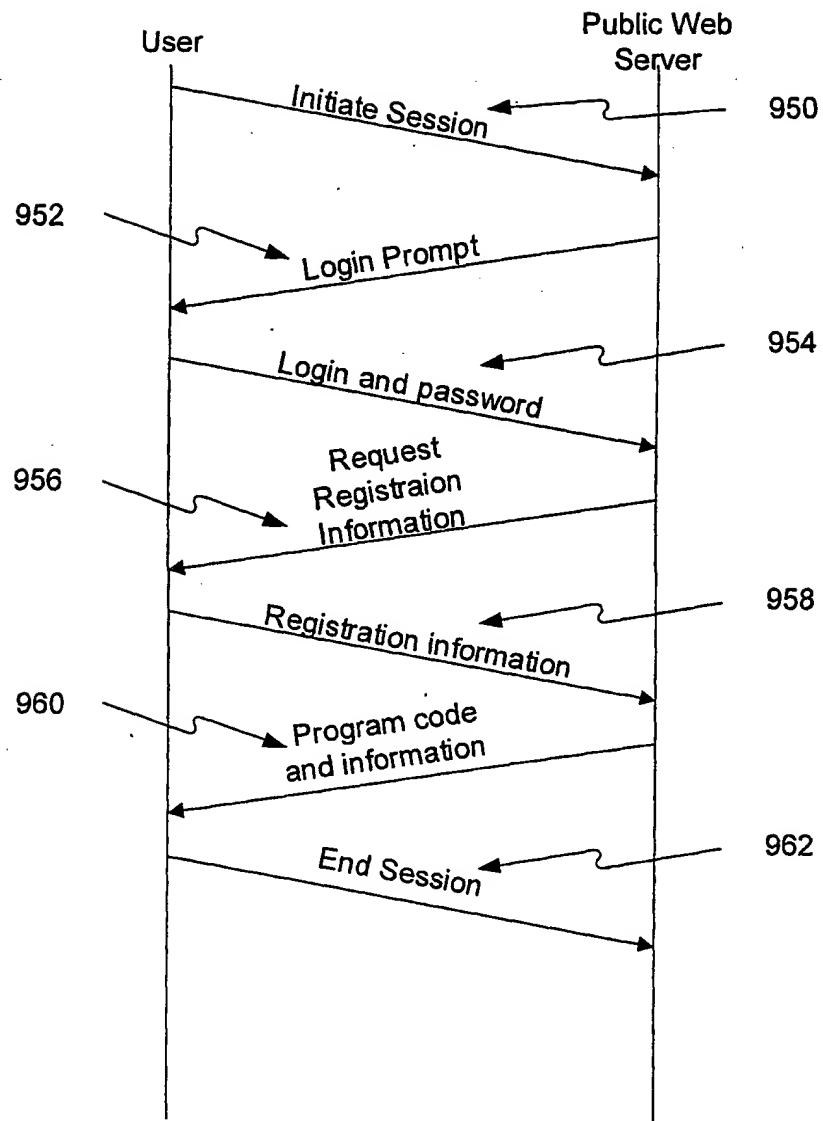 User
Public Web
Server
Initiate Session
950
952
Login Prompt
954
Login and password
Request
Registraion
Information
956
958
Registration information
960
Program code
and information
962
End Session